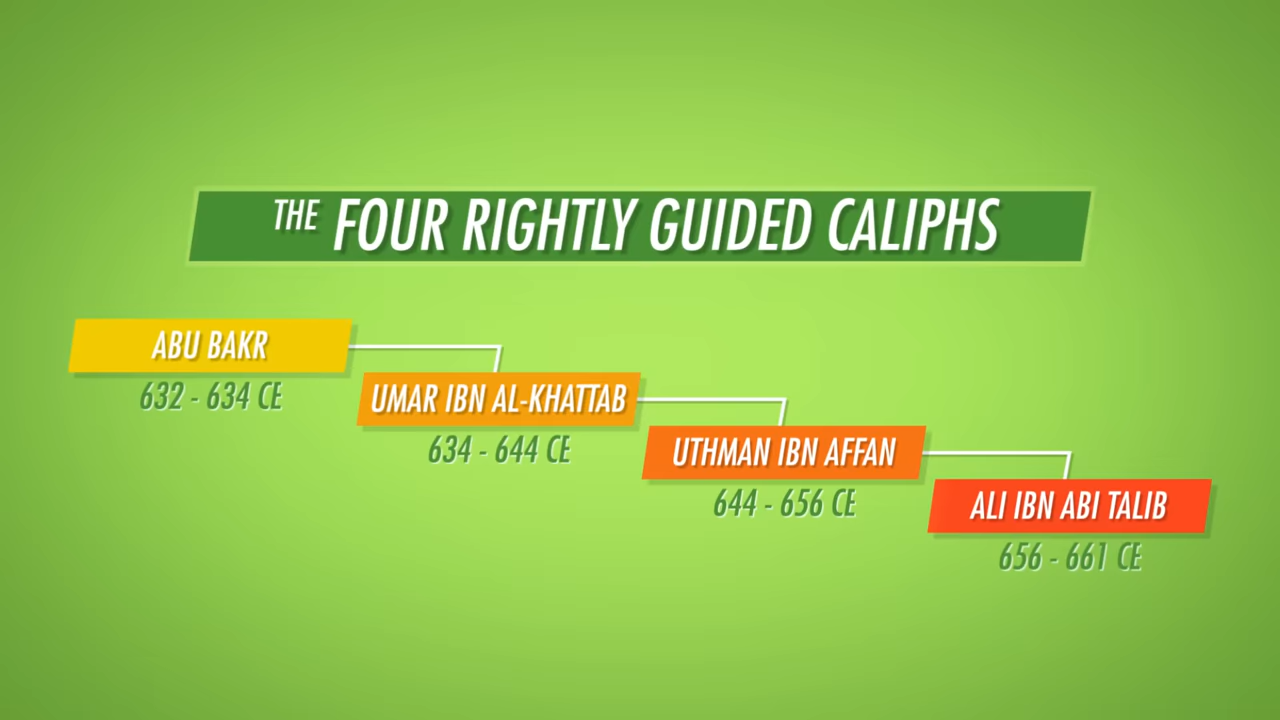 THE FOUR RIGHTLY GUIDED CALIPHS
ABU BAKR
632 - 634 CE
UMAR IBN AL-KHATTAB
634 - 644 CE
UTHMAN IBN AFFAN
644 - 656 CE
ALI IBN ABI TALIB
656 - 661 CE